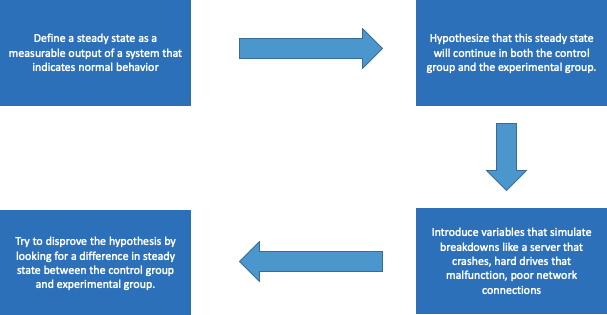 Define a steady state as a
measurable output of a system that
indicates normal behavior
Hypothesize that this steady state
will continue in both the control
group and the experimental group.
Introduce variables that simulate
breakdowns like a server that
crashes, hard drives that
malfunction, poor network
connections
Try to disprove the hypothesis by
looking for a difference in steady
state between the control group
and experimental group.